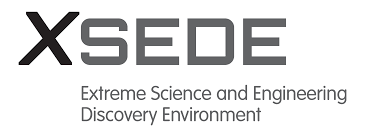 XSEDE
Extreme Science and Engineering
Discovery Environment